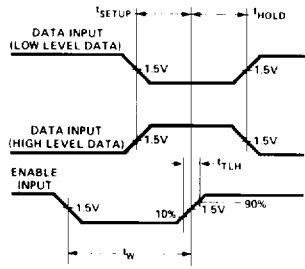 tSETUP
tHOLD
DATA INPUT
(LOW LEVEL DATA)
1.5V
1.5V
DATA INPUT
(HIGH LEVEL DATA)
1.5V
1.5V
tTLH
ENABLE
INPUT
1.5V
10%
1.5V
90%
tW